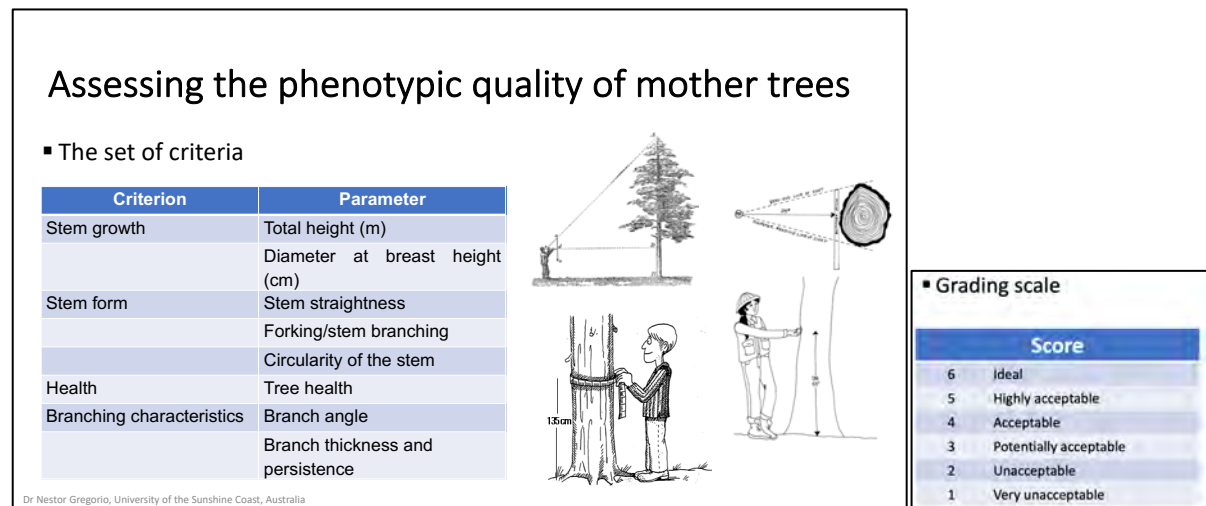 Assessing the phenotypic quality of mother trees
▪ The set of criteria
Criterion Parameter
Stem growth Total height (m)
Diameter at breast height
(cm)
Stem form Stem straightness
Forking/stem branching
Circularity of the stem
Health Tree health
Branching characteristics Branch angle
Branch thickness and
persistence
135cm
Dr Nestor Gregorio, University of the Sunshine Coast, Australia
▪ Grading scale
Score
6 Ideal
5 Highly acceptable
4 Acceptable
3 Potentially acceptable
2 Unacceptable
1 Very unacceptable